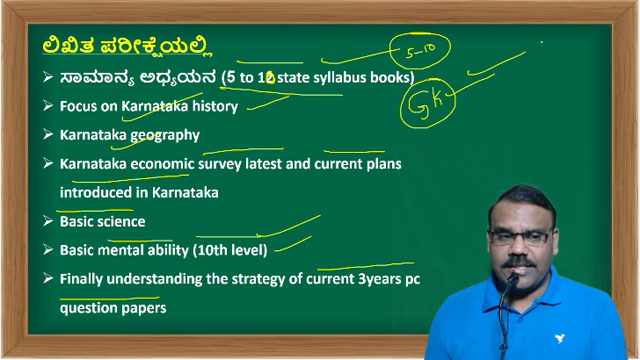 ಲಿಖಿತ ಪರೀಕ್ಷೆಯಲ್ಲಿ
5-10
➢ ಸಾಮಾನ್ಯ ಅಧ್ಯಯನ (5 to 12 state syllabus books)
GK
➢ Focus on Karnataka history
➢ Karnataka geography
➢ Karnataka economic survey latest and current plans
introduced in Karnataka
➢ Basic science
➢ Basic mental ability (10th level)
➢ Finally understanding the strategy of current 3years pc
question papers